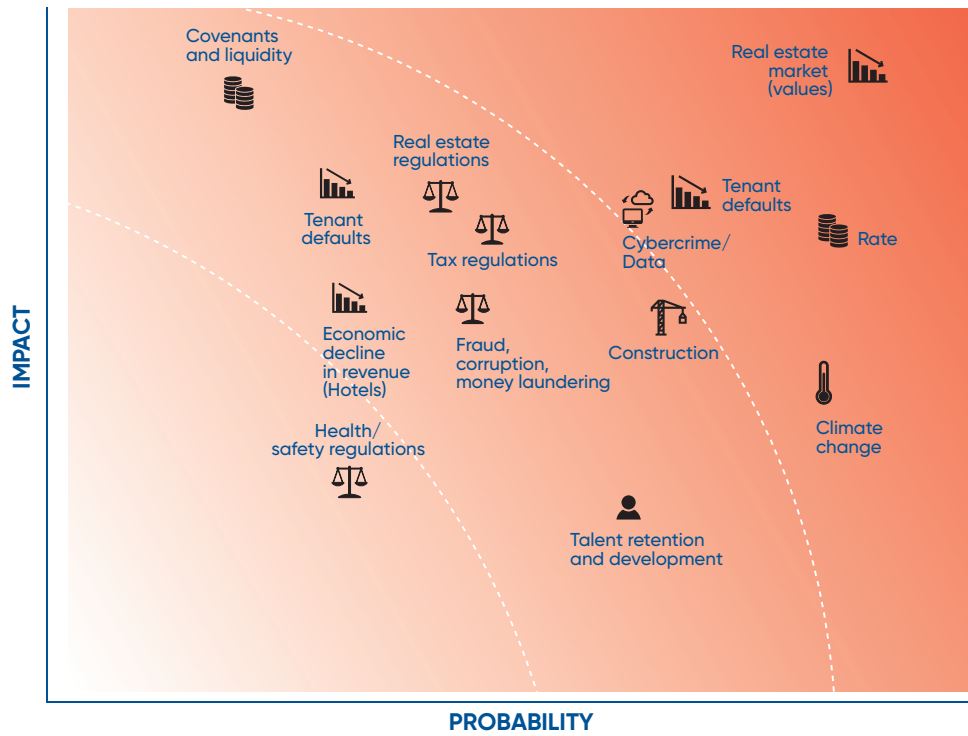 Covenants
and liquidity
Real estate
market
(values)
Real estate
regulations
Tenant
defaults
Tenant
defaults
Tax regulations
Cybercrime/
Data
Rate
Economic
decline
in revenue
(Hotels)
Fraud,
corruption,
money laundering
Construction
Climate
change
Health/
safety regulations
Talent retention
and development
IMPACT
PROBABILITY